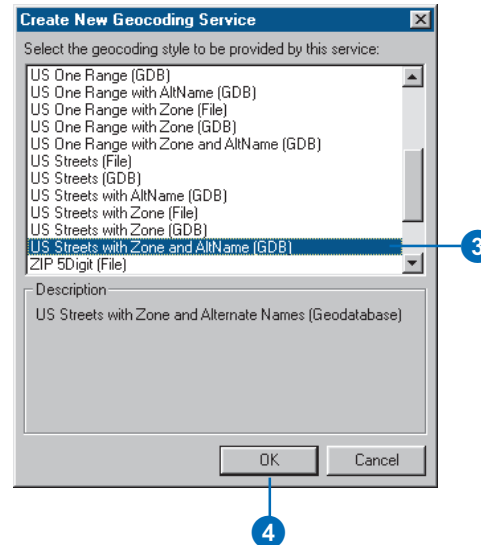 Create New Geocoding Service
Select the geocoding style to be provided by this service:
US One Range (GDB)
US One Range with AltName (GDB)
US One Range with Zone (File)
US One Range with Zone (GDB)
US One Range with Zone and AltName (GDB)
US Streets (File)
US Streets (GDB)
US Streets with AltName (GDB)
US Streets with Zone (File)
US Streets with Zone (GDB)
US Streets with Zone and AltName (GDB)
3
ZIP 5Digit (File)
Description
US Streets with Zone and Alternate Names (Geodatabase)
OK
Cancel
4